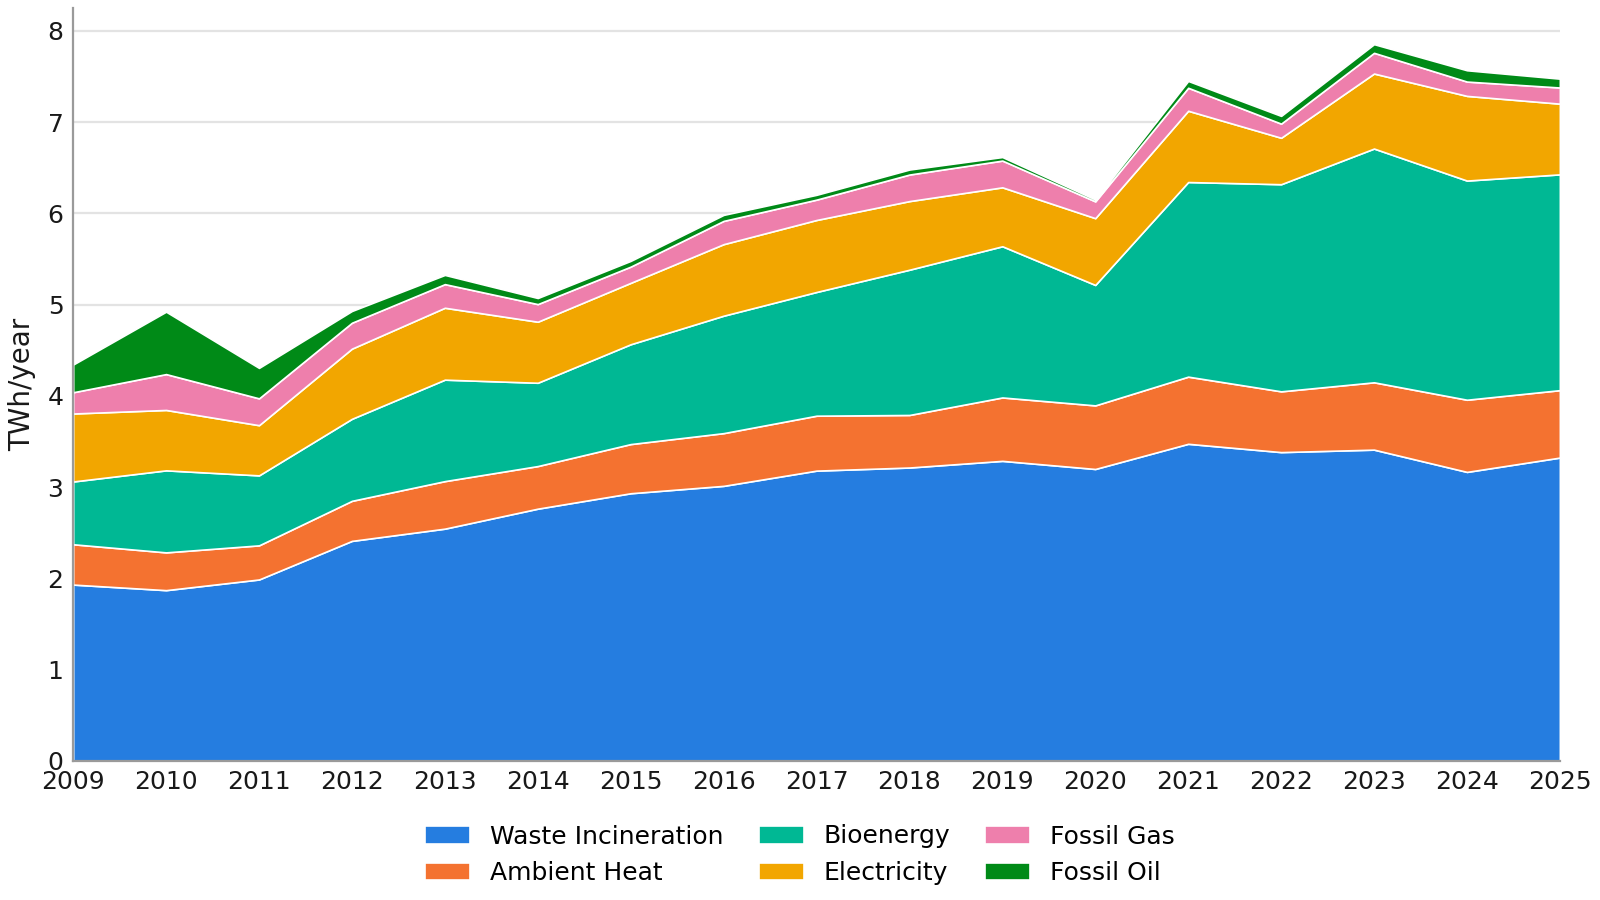 8
7
6
5
4
3
2
1
0
TWh/year
2009 2010 2011 2012 2013 2014 2015 2016 2017 2018 2019 2020 2021 2022 2023 2024 2025
Waste Incineration Bioenergy Fossil Gas
Ambient Heat Electricity Fossil Oil